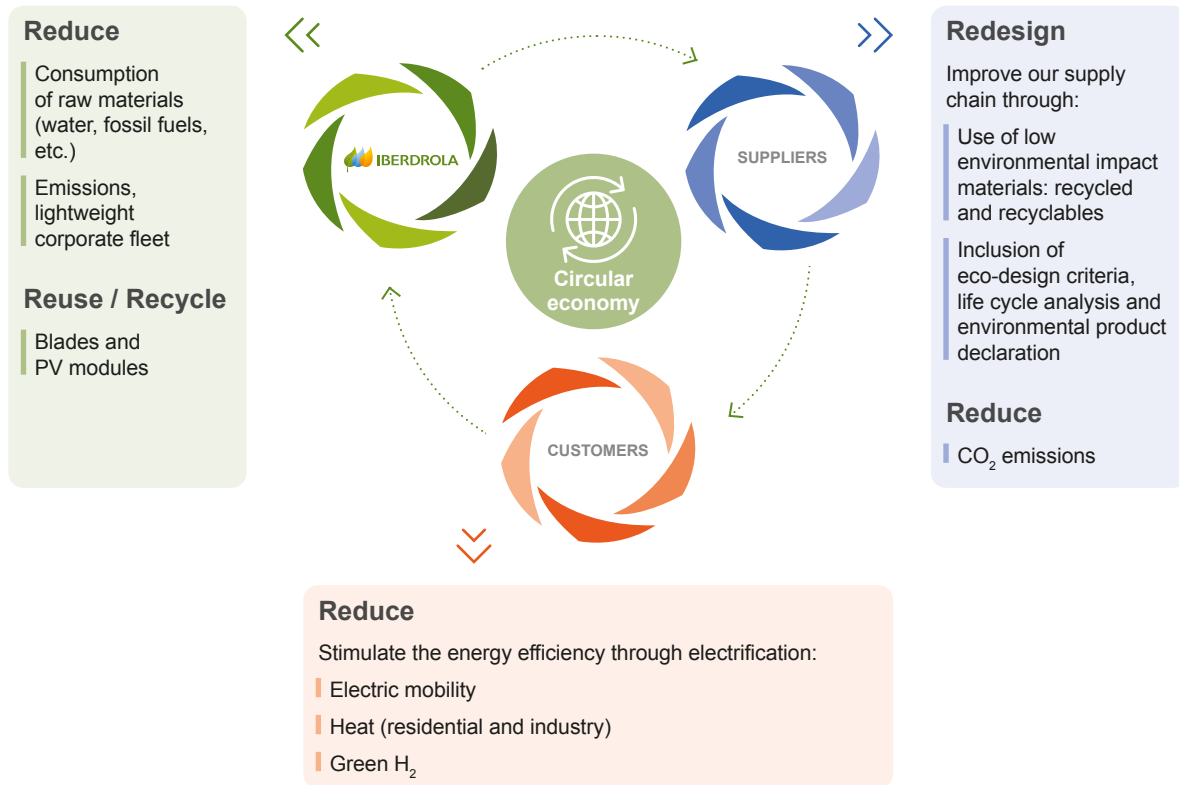 Reduce
Consumption
of raw materials
(water, fossil fuels,
etc.)
Emissions,
lightweight
corporate fleet
Reuse / Recycle
Blades and
PV modules
IBERDROLA
SUPPLIERS
Circular
economy
CUSTOMERS
Redesign
Improve our supply
chain through:
Use of low
environmental impact
materials: recycled
and recyclables
Inclusion of
eco-design criteria,
life cycle analysis and
environmental product
declaration
Reduce
CO₂ emissions
Reduce
Stimulate the energy efficiency through electrification:
Electric mobility
Heat (residential and industry)
Green H₂